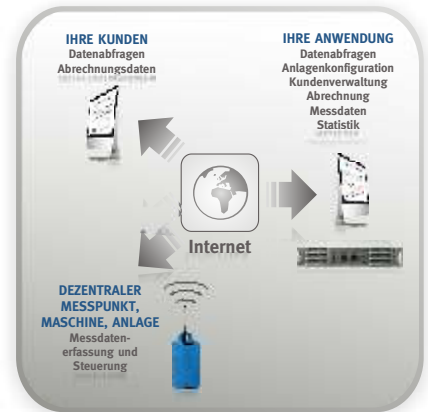 IHRE KUNDEN
Datenabfragen
Abrechnungsdaten
IHRE ANWENDUNG
Datenabfragen
Anlagenkonfiguration
Kundenverwaltung
Abrechnung
Messdaten
Statistik
Internet
DEZENTRALER
MESSPUNKT,
MASCHINE, ANLAGE
Messdaten-
erfassung und
Steuerung